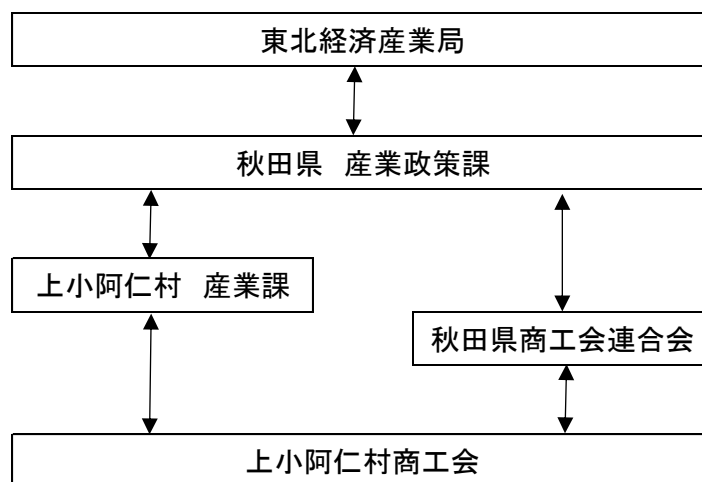 東北経済産業局
秋田県　産業政策課
上小阿仁村　産業課
秋田県商工会連合会
上小阿仁村商工会